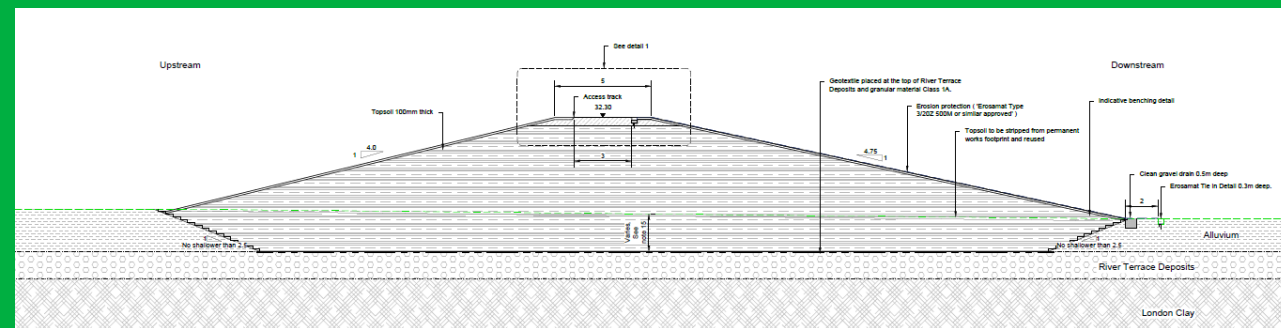 See detail 1
Upstream
Downstream
5
Geotextile placed at the top of River Terrace
Deposits and granular material Class 1A.
Access track
32.30
Topsoil 100mm thick
Erosion protection ( 'Erosamat Type
3/20Z 500M or similar approved' )
Indicative benching detail
Topsoil to be stripped from permanent
works footprint and reused
4.0
1
4.75
1
3
Clean gravel drain 0.5m deep
Erosamat Tie in Detail 0.3m deep.
2
Varies
See
note 15
1
No shallower than 2.5
1
No shallower than 2.5
Alluvium
River Terrace Deposits
London Clay